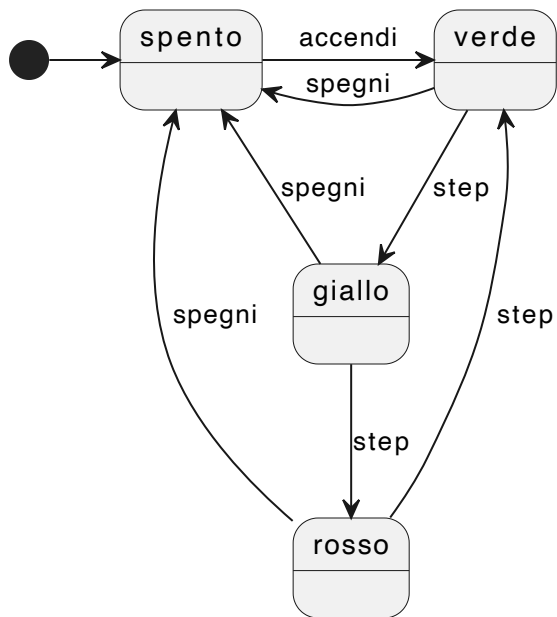 spento
accendi
verde
spegni
spegni
step
giallo
spegni
step
step
rosso